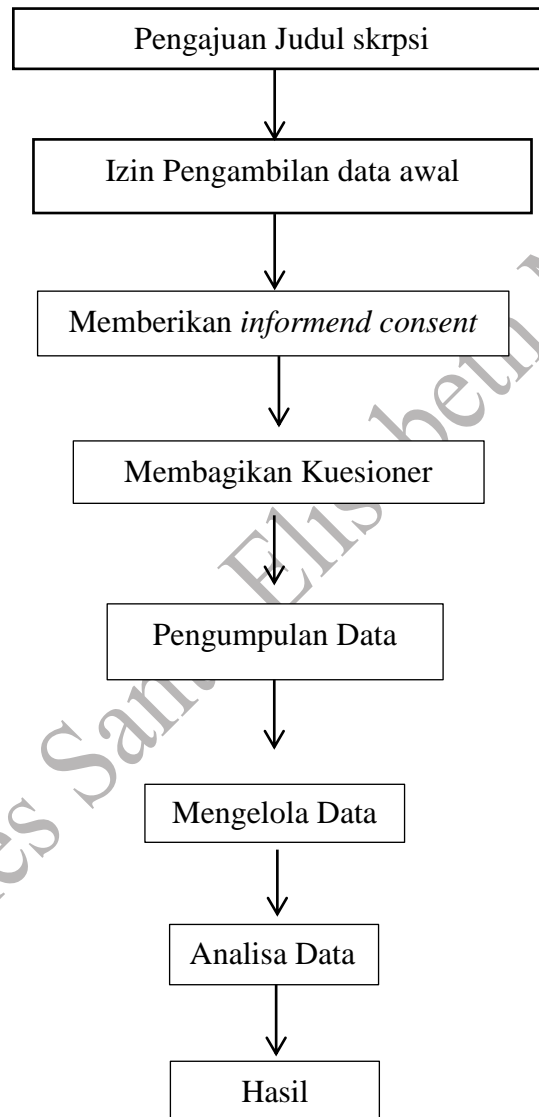 Pengajuan Judul skrpsi
Izin Pengambilan data awal
Memberikan informend consent
Membagikan Kuesioner
Pengumpulan Data
Mengelola Data
Analisa Data
Hasil